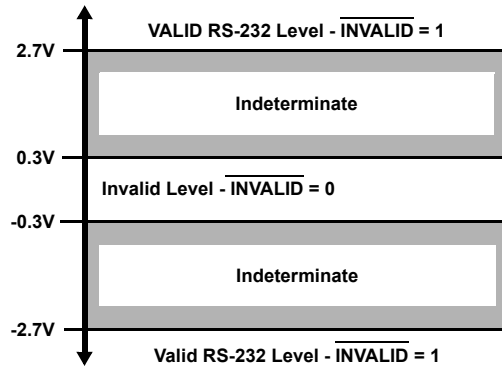 VALID RS-232 Level - INVALID = 1
2.7V
Indeterminate
0.3V
Invalid Level - INVALID = 0
-0.3V
Indeterminate
-2.7V
Valid RS-232 Level - INVALID = 1